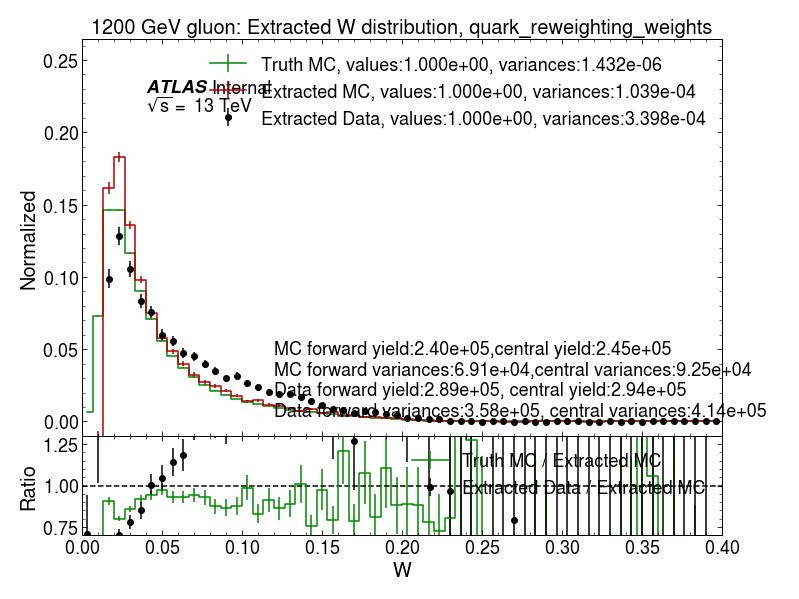 1200 GeV gluon: Extracted W distribution, quark_reweighting_weights
Truth MC, values:1.000e+00, variances:1.432e-06
ATLAS Internal
Extracted MC, values:1.000e+00, variances:1.039e-04
√s = 13 TeV
Extracted Data, values:1.000e+00, variances:3.398e-04
Normalized
0.25
0.20
0.15
0.10
0.05
0.00
MC forward yield:2.40e+05,central yield:2.45e+05
MC forward variances:6.91e+04,central variances:9.25e+04
Data forward yield:2.89e+05, central yield:2.94e+05
Data forward variances:3.58e+05, central variances:4.14e+05
Ratio
1.25
1.00
0.75
Truth MC / Extracted MC
Extracted Data / Extracted MC
0.00 0.05 0.10 0.15 0.20 0.25 0.30 0.35 0.40
W